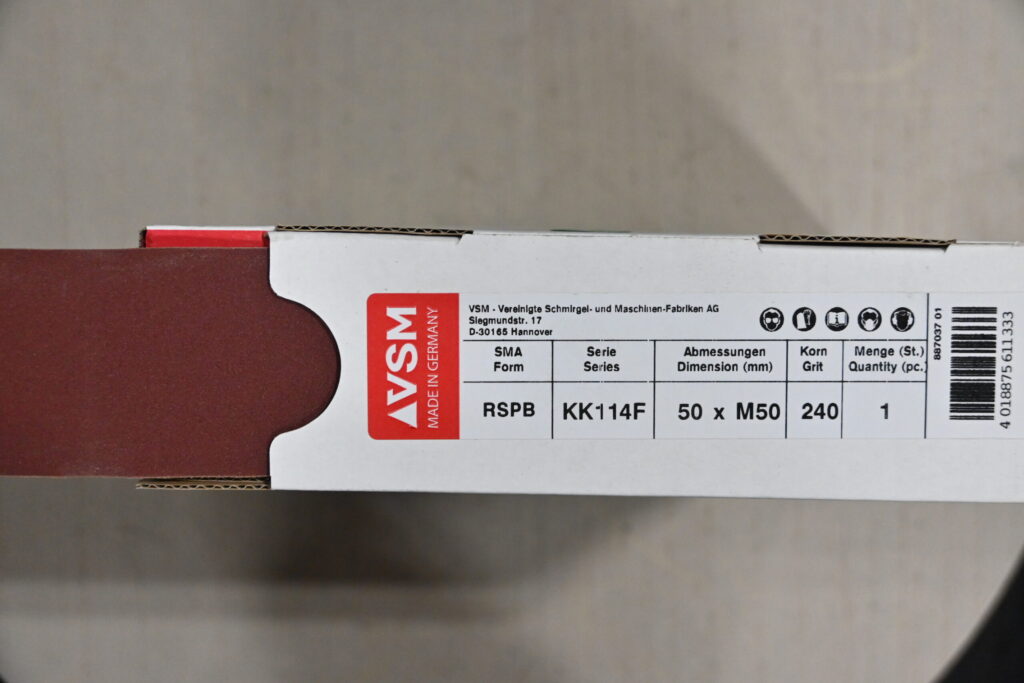 VSM
MADE IN GERMANY
VSM - Vereinigte Schmirgel- und Maschinen-Fabriken AG
Siegmundstr. 17
D-30165 Hannover
SMA Form
Serie Series
Abmessungen Dimension (mm)
Korn Grit
Menge (St.) Quantity (pc.)
RSPB KK114F 50 x M50 240 1
887037 01
4 018875 611333